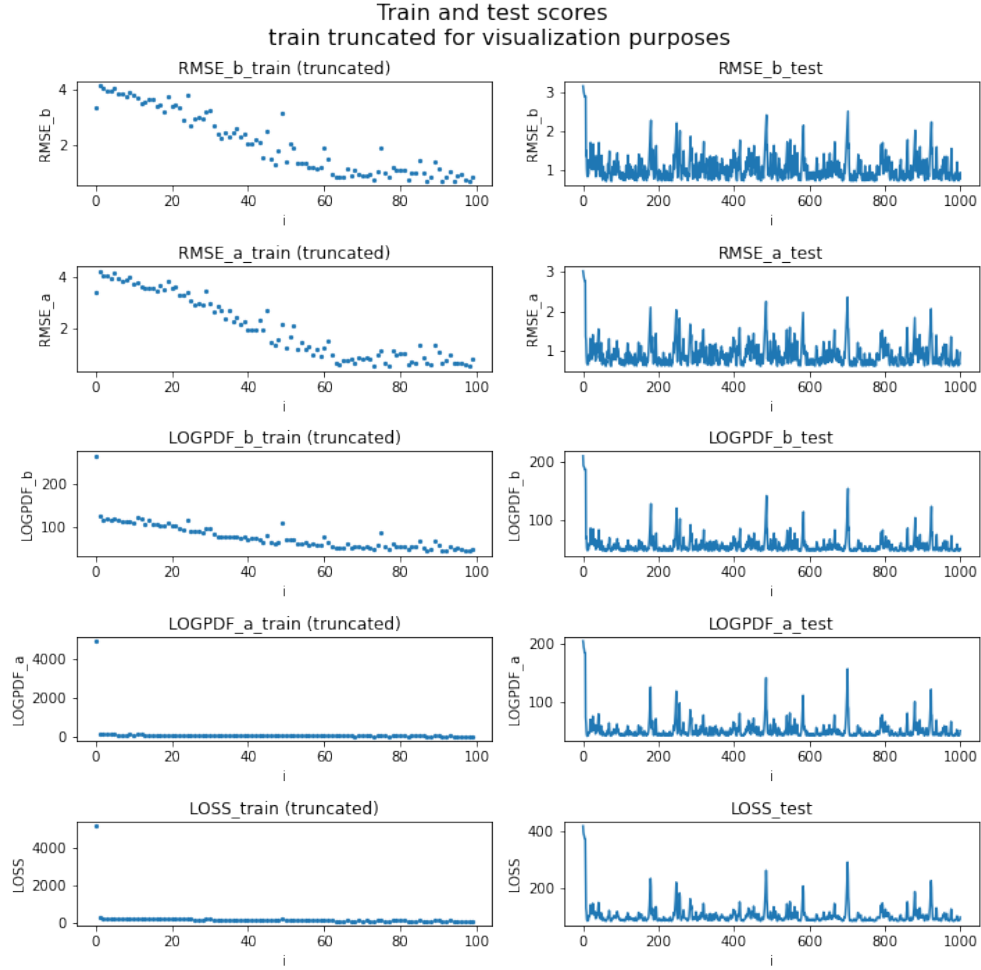 Train and test scores
train truncated for visualization purposes
RMSE_b_train (truncated)
RMSE_b
4
2
0 20 40 60 80 100
i
RMSE_b_test
RMSE_b
3
2
1
0 200 400 600 800 1000
i
RMSE_a_train (truncated)
RMSE_a
4
2
0 20 40 60 80 100
i
RMSE_a_test
RMSE_a
3
2
1
0 200 400 600 800 1000
i
LOGPDF_b_train (truncated)
LOGPDF_b
200
100
0 20 40 60 80 100
i
LOGPDF_b_test
LOGPDF_b
200
100
0 200 400 600 800 1000
i
LOGPDF_a_train (truncated)
LOGPDF_a
4000
2000
0
0 20 40 60 80 100
i
LOGPDF_a_test
LOGPDF_a
200
100
0 200 400 600 800 1000
i
LOSS_train (truncated)
LOSS
4000
2000
0
0 20 40 60 80 100
i
LOSS_test
LOSS
400
200
0 200 400 600 800 1000
i